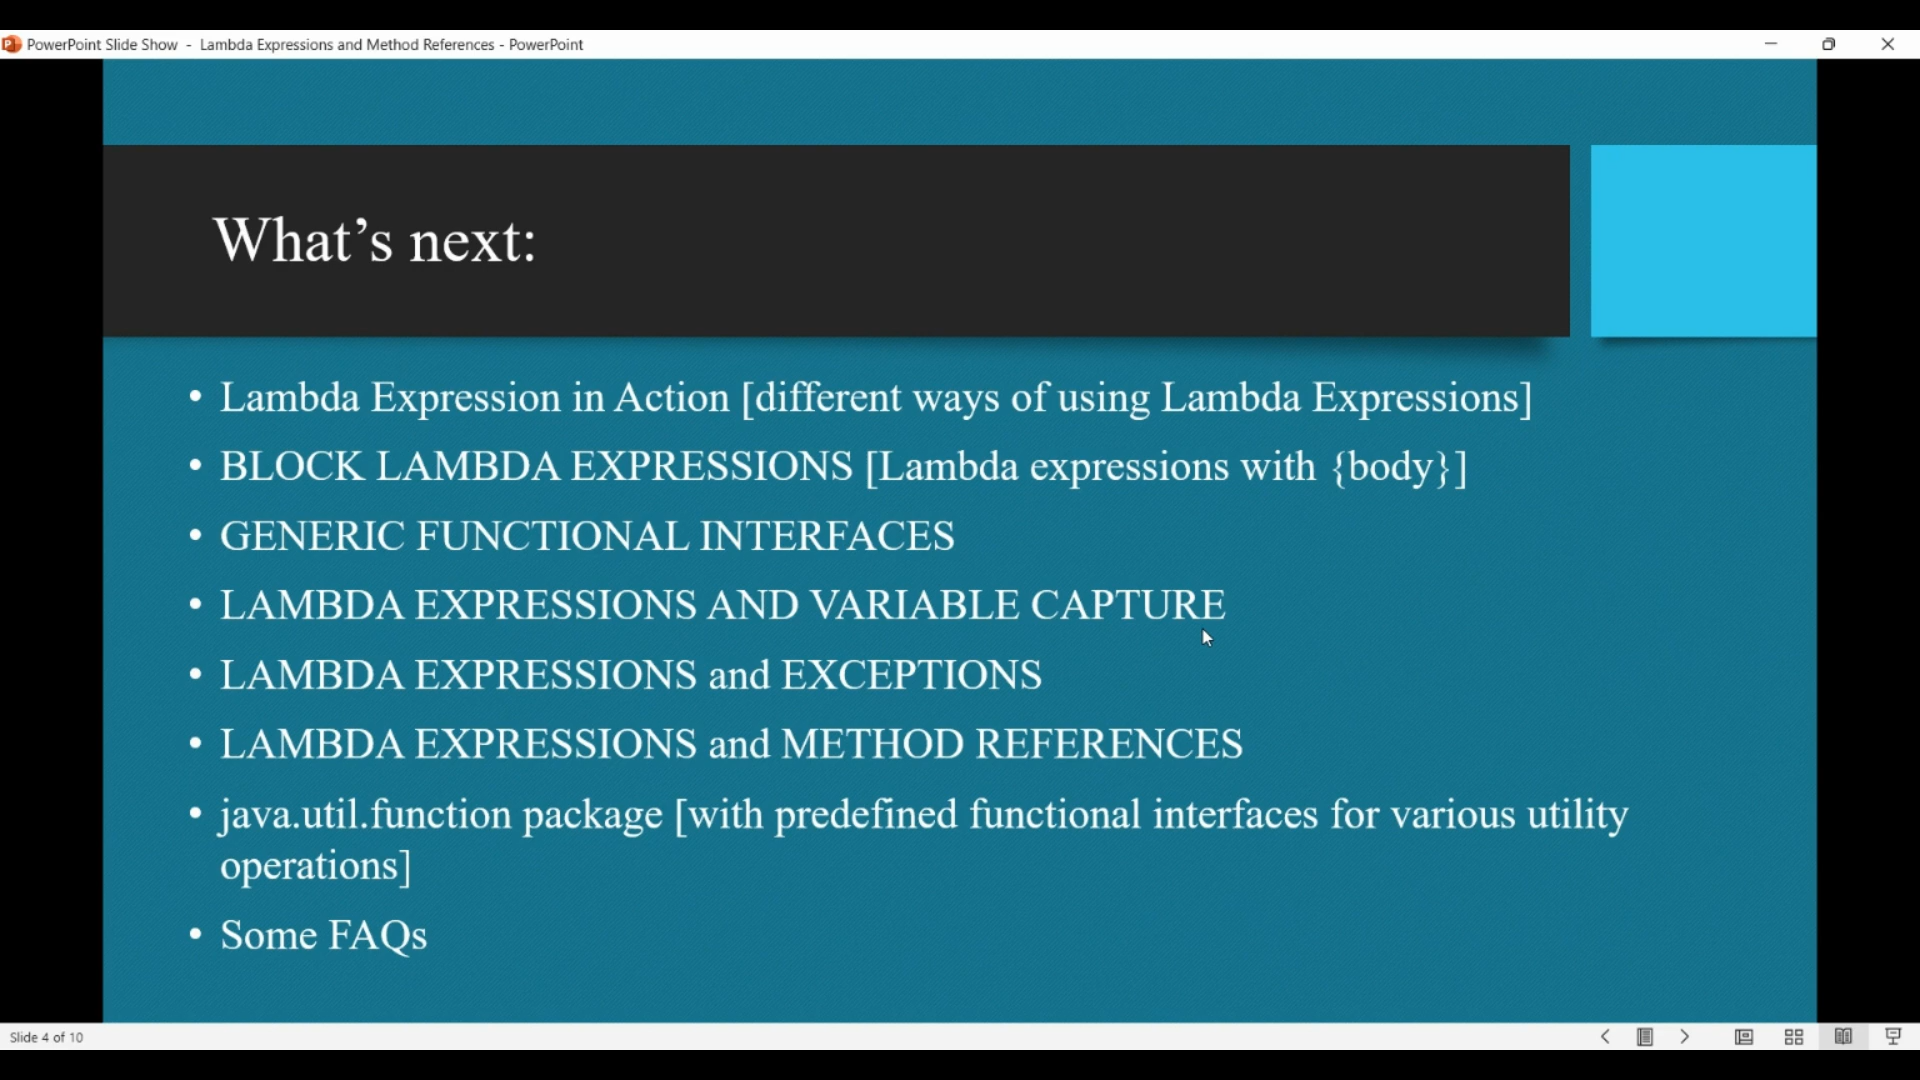 PowerPoint Slide Show - Lambda Expressions and Method References - PowerPoint
What’s next:
• Lambda Expression in Action [different ways of using Lambda Expressions]
• BLOCK LAMBDA EXPRESSIONS [Lambda expressions with {body}]
• GENERIC FUNCTIONAL INTERFACES
• LAMBDA EXPRESSIONS AND VARIABLE CAPTURE
• LAMBDA EXPRESSIONS and EXCEPTIONS
• LAMBDA EXPRESSIONS and METHOD REFERENCES
• java.util.function package [with predefined functional interfaces for various utility
operations]
• Some FAQs
Slide 4 of 10